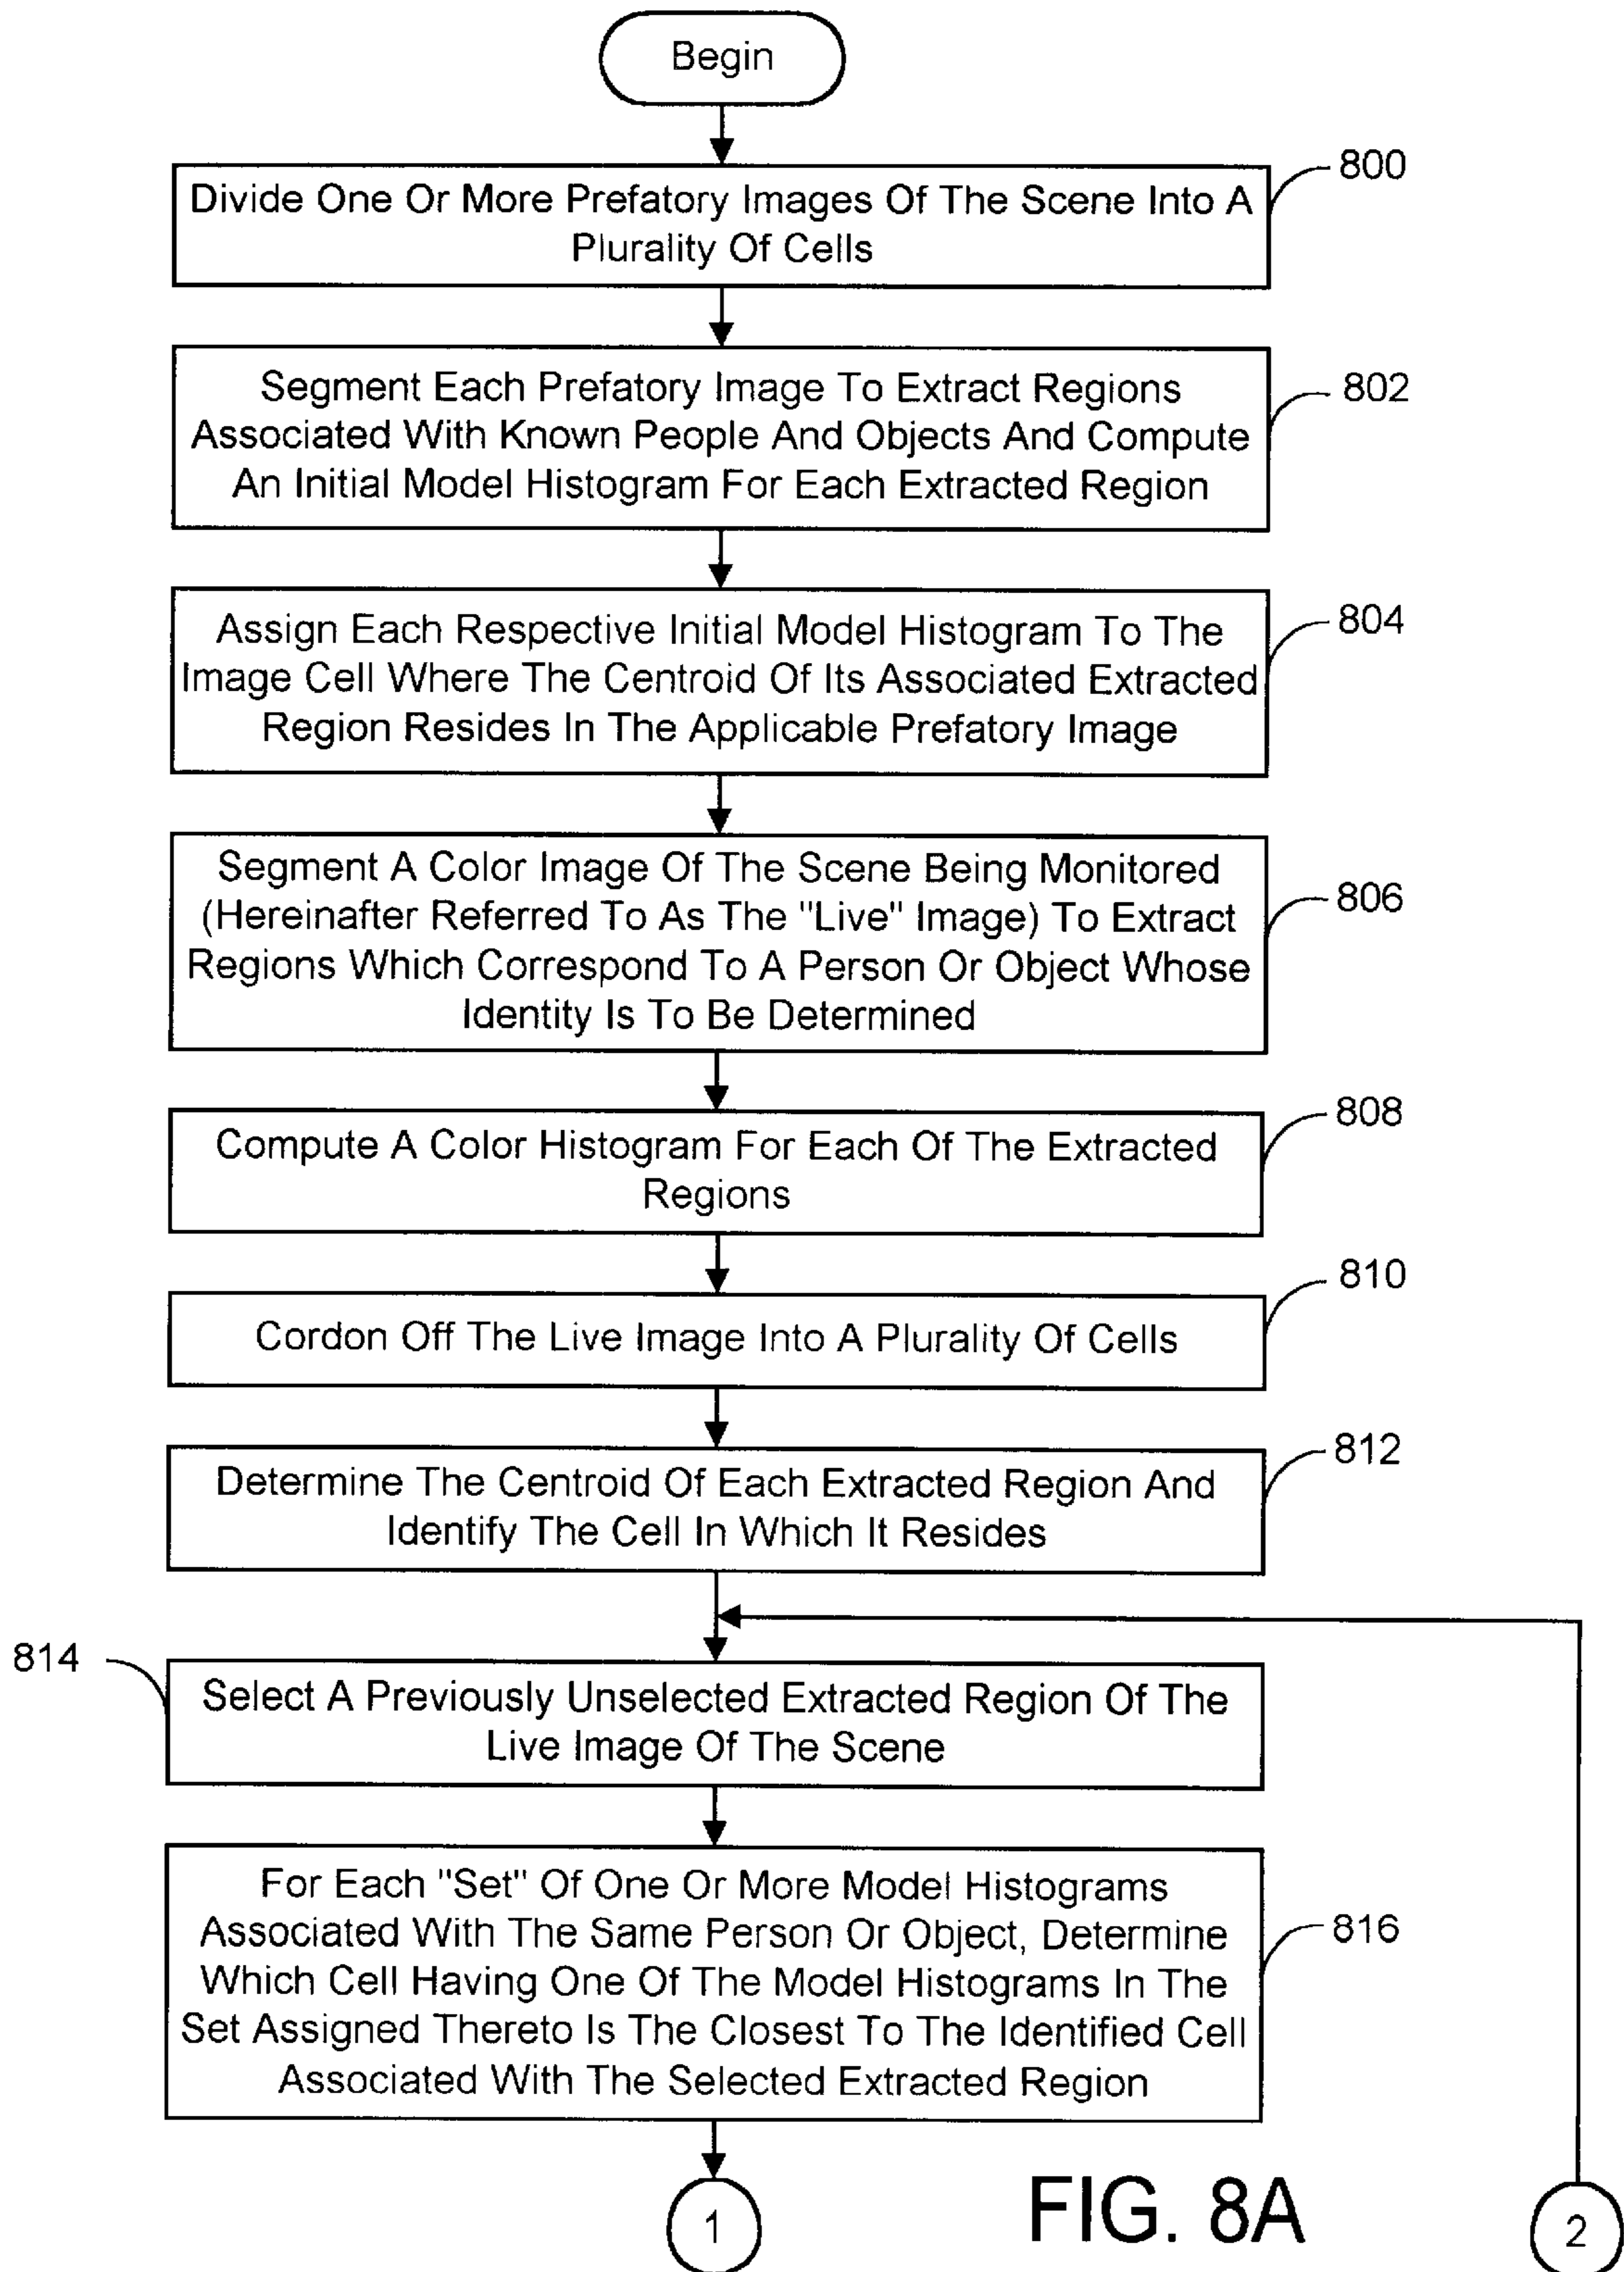 Begin
800
Divide One Or More Prefatory Images Of The Scene Into A
Plurality Of Cells
802
Segment Each Prefatory Image To Extract Regions
Associated With Known People And Objects And Compute
An Initial Model Histogram For Each Extracted Region
804
Assign Each Respective Initial Model Histogram To The
Image Cell Where The Centroid Of Its Associated Extracted
Region Resides In The Applicable Prefatory Image
806
Segment A Color Image Of The Scene Being Monitored
(Hereinafter Referred To As The "Live" Image) To Extract
Regions Which Correspond To A Person Or Object Whose
Identity Is To Be Determined
808
Compute A Color Histogram For Each Of The Extracted
Regions
810
Cordon Off The Live Image Into A Plurality Of Cells
812
Determine The Centroid Of Each Extracted Region And
Identify The Cell In Which It Resides
814
Select A Previously Unselected Extracted Region Of The
Live Image Of The Scene
816
For Each "Set" Of One Or More Model Histograms
Associated With The Same Person Or Object, Determine
Which Cell Having One Of The Model Histograms In The
Set Assigned Thereto Is The Closest To The Identified Cell
Associated With The Selected Extracted Region
1
FIG. 8A
2